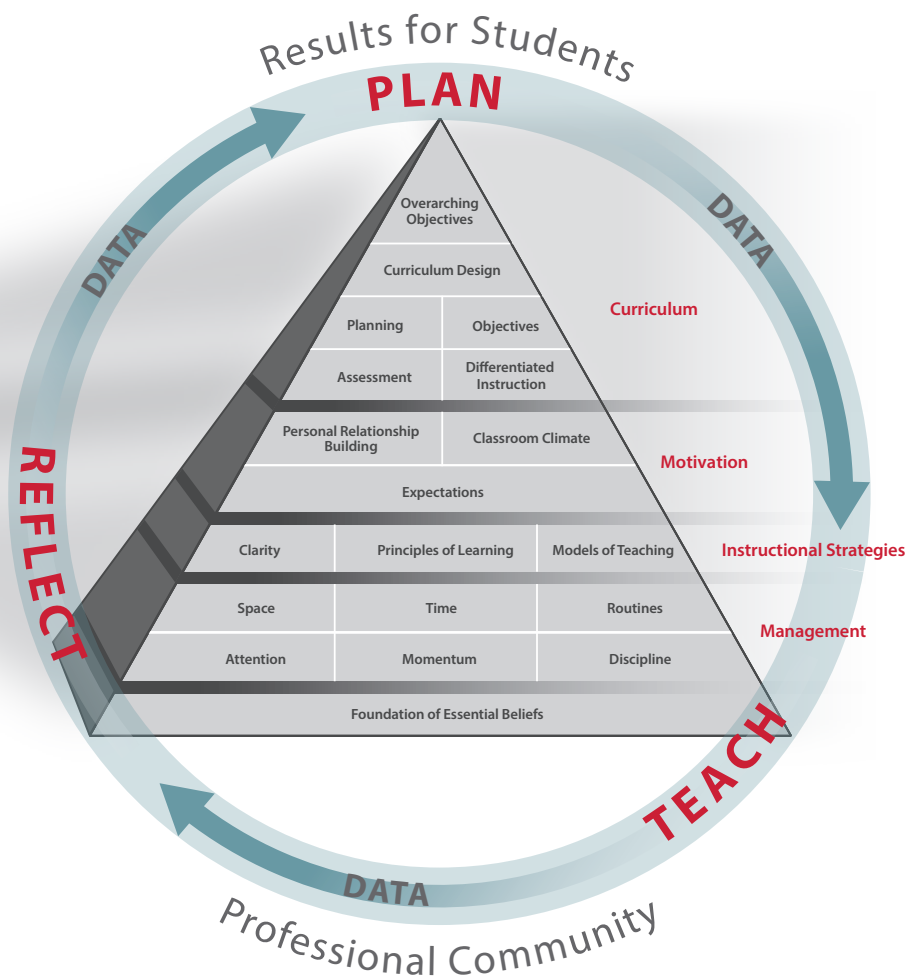 Results for Students
PLAN
DATA
DATA
Overarching
Objectives
Curriculum Design
Planning
Objectives
Curriculum
Assessment
Differentiated
Instruction
Personal Relationship
Building
Classroom Climate
Motivation
Expectations
REFLECT
Clarity
Principles of Learning
Models of Teaching
Instructional Strategies
Space
Time
Routines
Management
Attention
Momentum
Discipline
Foundation of Essential Beliefs
TEACH
DATA
Professional Community